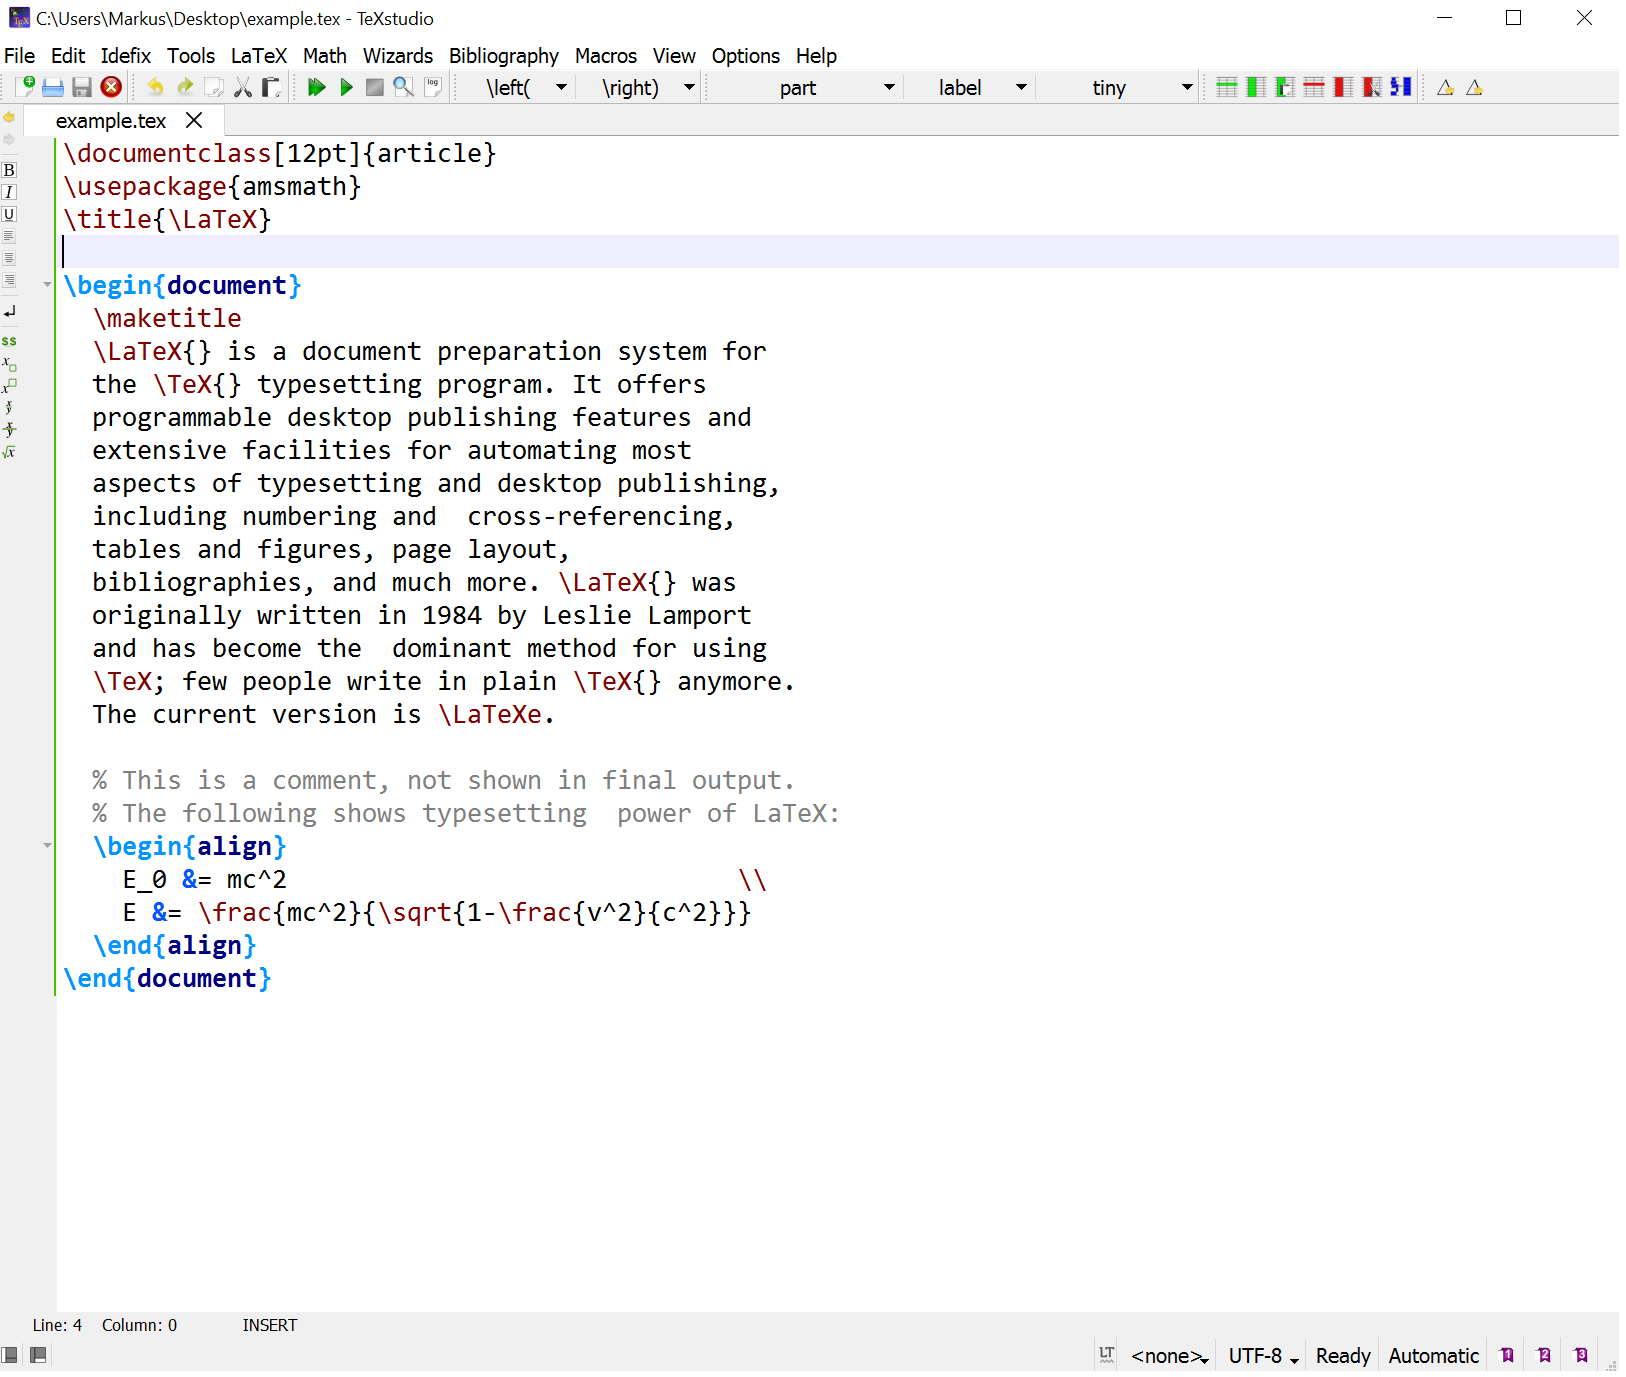 C:\Users\Markus\Desktop\example.tex - TeXstudio
File Edit Idefix Tools LaTeX Math Wizards Bibliography Macros View Options Help
log \left( \right) part label tiny
example.tex
\documentclass[12pt]{article}
\usepackage{amsmath}
\title{\LaTeX}
\begin{document}
  \maketitle
  \LaTeX{} is a document preparation system for
  the \TeX{} typesetting program. It offers
  programmable desktop publishing features and
  extensive facilities for automating most
  aspects of typesetting and desktop publishing,
  including numbering and  cross-referencing,
  tables and figures, page layout,
  bibliographies, and much more. \LaTeX{} was
  originally written in 1984 by Leslie Lamport
  and has become the  dominant method for using
  \TeX; few people write in plain \TeX{} anymore.
  The current version is \LaTeXe.
  % This is a comment, not shown in final output.
  % The following shows typesetting  power of LaTeX:
  \begin{align}
    E_0 &= mc^2                              \\
    E &= \frac{mc^2}{\sqrt{1-\frac{v^2}{c^2}}}
  \end{align}
\end{document}
B
I
U
$$
x
x
x/y
x/y
√x
Line: 4 Column: 0 INSERT
LT <none> UTF-8 Ready Automatic 1 2 3